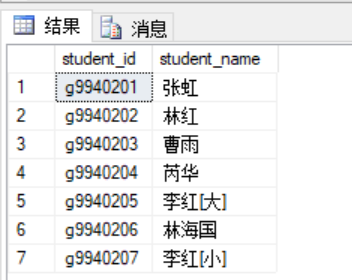 结果 消息
student_id student_name
1 g9940201 张虹
2 g9940202 林红
3 g9940203 曹雨
4 g9940204 芮华
5 g9940205 李红[大]
6 g9940206 林海国
7 g9940207 李红[小]